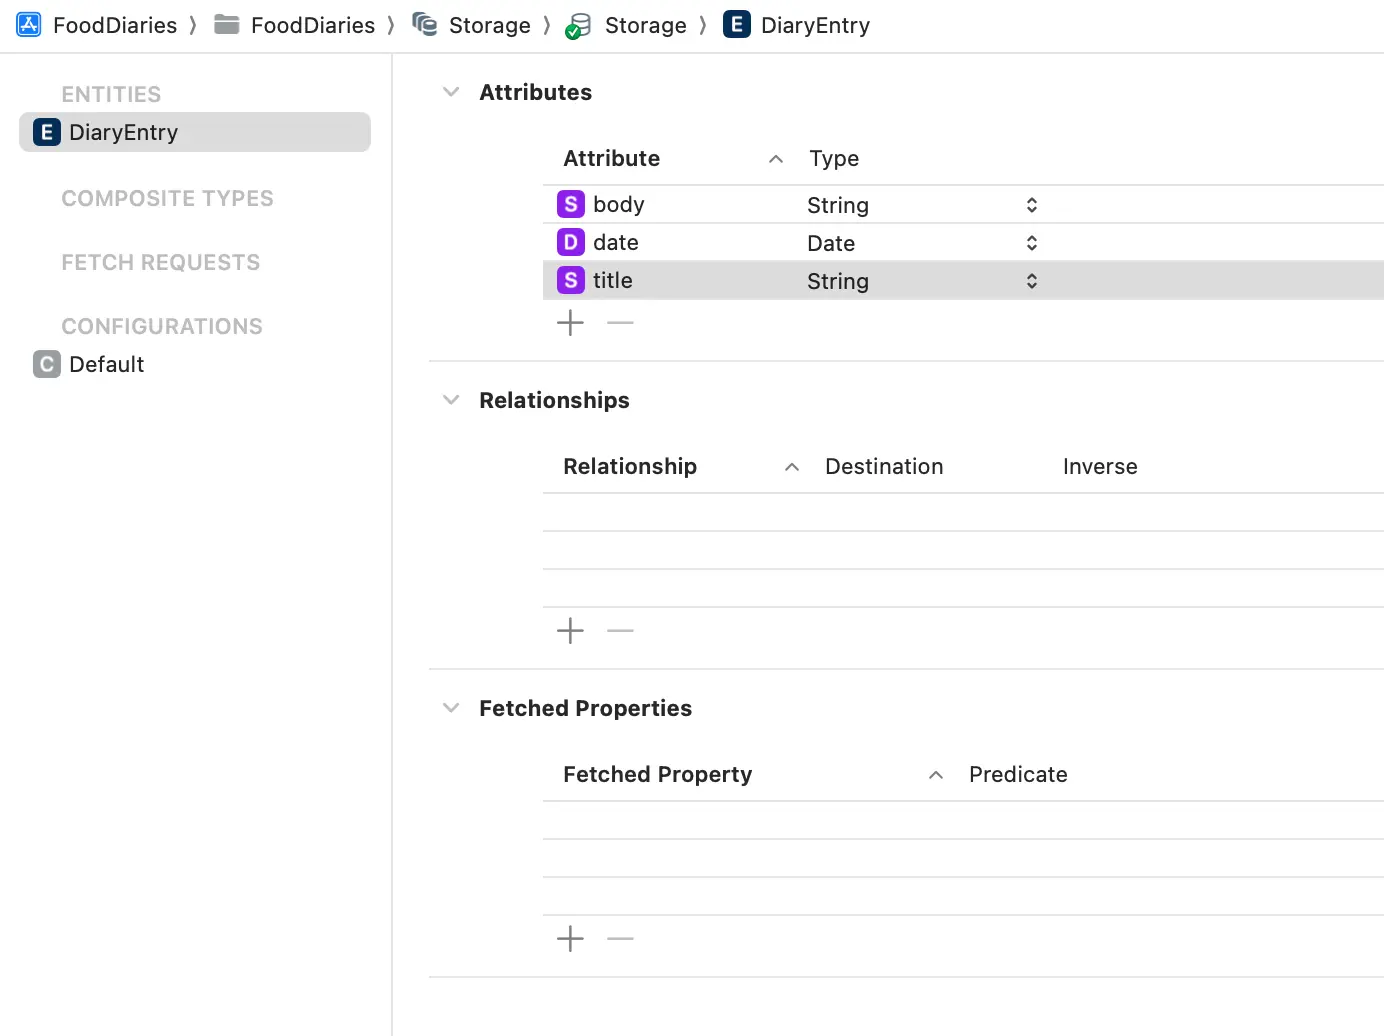 FoodDiaries 〉 FoodDiaries 〉 Storage 〉 Storage 〉 E DiaryEntry
ENTITIES
E DiaryEntry
COMPOSITE TYPES
FETCH REQUESTS
CONFIGURATIONS
C Default
Attributes
Attribute Type
S body String
D date Date
S title String
Relationships
Relationship Destination Inverse
Fetched Properties
Fetched Property Predicate